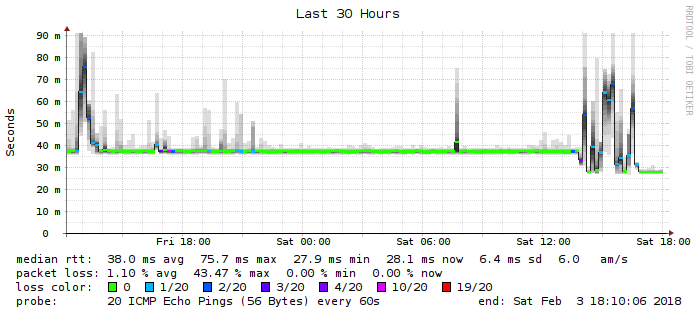 Last 30 Hours
RRDTOOL / TOBI OETIKER
Seconds
90 m
80 m
70 m
60 m
50 m
40 m
30 m
20 m
10 m
0
Fri 18:00 Sat 00:00 Sat 06:00 Sat 12:00 Sat 18:00
median rtt: 38.0 ms avg 75.7 ms max 27.9 ms min 28.1 ms now 6.4 ms sd 6.0 am/s
packet loss: 1.10 % avg 43.47 % max 0.00 % min 0.00 % now
loss color: 0 1/20 2/20 3/20 4/20 10/20 19/20
probe: 20 ICMP Echo Pings (56 Bytes) every 60s end: Sat Feb 3 18:10:06 2018